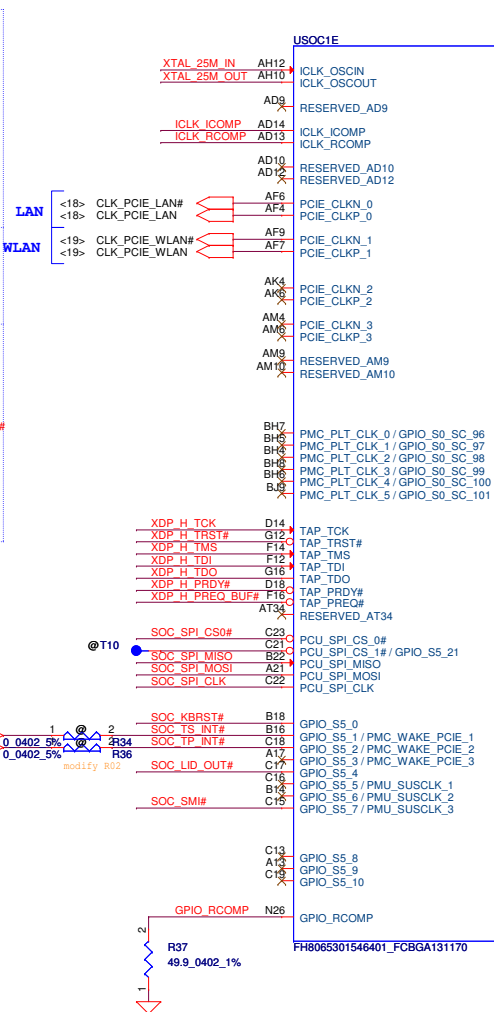 USOC1E
XTAL_25M_IN AH12 ICLK_OSCIN
XTAL_25M_OUT AH10 ICLK_OSCOUT
AD9 RESERVED_AD9
ICLK_ICOMP AD14 ICLK_ICOMP
ICLK_RCOMP AD13 ICLK_RCOMP
AD10 RESERVED_AD10
AD12 RESERVED_AD12
LAN
<18> CLK_PCIE_LAN# AF6 PCIE_CLKN_0
<18> CLK_PCIE_LAN AF4 PCIE_CLKP_0
WLAN
<19> CLK_PCIE_WLAN# AF9 PCIE_CLKN_1
<19> CLK_PCIE_WLAN AF7 PCIE_CLKP_1
AK4 PCIE_CLKN_2
AK6 PCIE_CLKP_2
AM4 PCIE_CLKN_3
AM6 PCIE_CLKP_3
AM9 RESERVED_AM9
AM10 RESERVED_AM10
#
BH7 PMC_PLT_CLK_0 / GPIO_S0_SC_96
BH5 PMC_PLT_CLK_1 / GPIO_S0_SC_97
BH4 PMC_PLT_CLK_2 / GPIO_S0_SC_98
BH8 PMC_PLT_CLK_3 / GPIO_S0_SC_99
BH6 PMC_PLT_CLK_4 / GPIO_S0_SC_100
BJ9 PMC_PLT_CLK_5 / GPIO_S0_SC_101
XDP_H_TCK D14 TAP_TCK
XDP_H_TRST# G12 TAP_TRST#
XDP_H_TMS F14 TAP_TMS
XDP_H_TDI F12 TAP_TDI
XDP_H_TDO G16 TAP_TDO
XDP_H_PRDY# D18 TAP_PRDY#
XDP_H_PREQ_BUF# F16 TAP_PREQ#
AT34 RESERVED_AT34
SOC_SPI_CS0# C23 PCU_SPI_CS_0#
@T10 C21 PCU_SPI_CS_1# / GPIO_S5_21
SOC_SPI_MISO B22 PCU_SPI_MISO
SOC_SPI_MOSI A21 PCU_SPI_MOSI
SOC_SPI_CLK C22 PCU_SPI_CLK
SOC_KBRST# B18 GPIO_S5_0
1 @ 2 SOC_TS_INT# B16 GPIO_S5_1 / PMC_WAKE_PCIE_1
0_0402_5% @ 2 R34 SOC_TP_INT# C18 GPIO_S5_2 / PMC_WAKE_PCIE_2
0_0402_5% R36 A17 GPIO_S5_3 / PMC_WAKE_PCIE_3
modify R02
SOC_LID_OUT# C17 GPIO_S5_4
C16 GPIO_S5_5 / PMU_SUSCLK_1
B14 GPIO_S5_6 / PMU_SUSCLK_2
SOC_SMI# C15 GPIO_S5_7 / PMU_SUSCLK_3
C13 GPIO_S5_8
A13 GPIO_S5_9
C19 GPIO_S5_10
GPIO_RCOMP N26 GPIO_RCOMP
2
R37
49.9_0402_1%
1
FH8065301546401_FCBGA131170